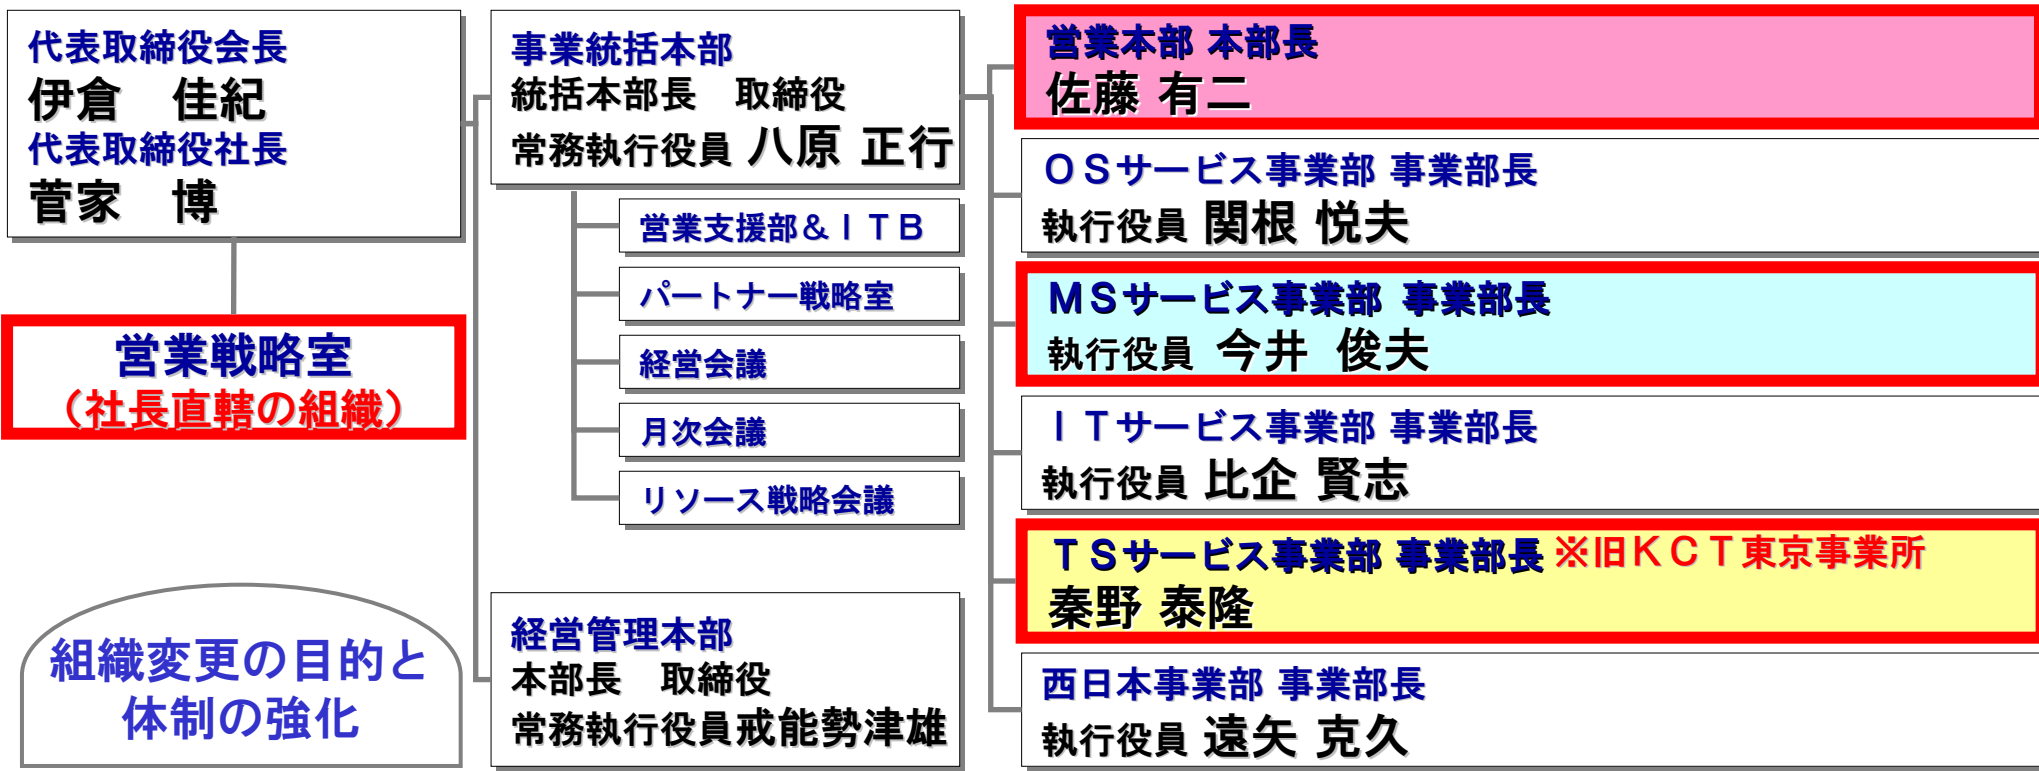 代表取締役会長
伊倉　佳紀
代表取締役社長
菅家　博
営業戦略室
（社長直轄の組織）
組織変更の目的と
体制の強化
事業統括本部
統括本部長　取締役
常務執行役員 八原 正行
営業支援部＆ＩＴＢ
パートナー戦略室
経営会議
月次会議
リソース戦略会議
経営管理本部
本部長　取締役
常務執行役員戒能勢津雄
営業本部 本部長
佐藤 有二
ＯＳサービス事業部 事業部長
執行役員 関根 悦夫
ＭＳサービス事業部 事業部長
執行役員 今井 俊夫
ＩＴサービス事業部 事業部長
執行役員 比企 賢志
ＴＳサービス事業部 事業部長 ※旧ＫＣＴ東京事業所
秦野 泰隆
西日本事業部 事業部長
執行役員 遠矢 克久